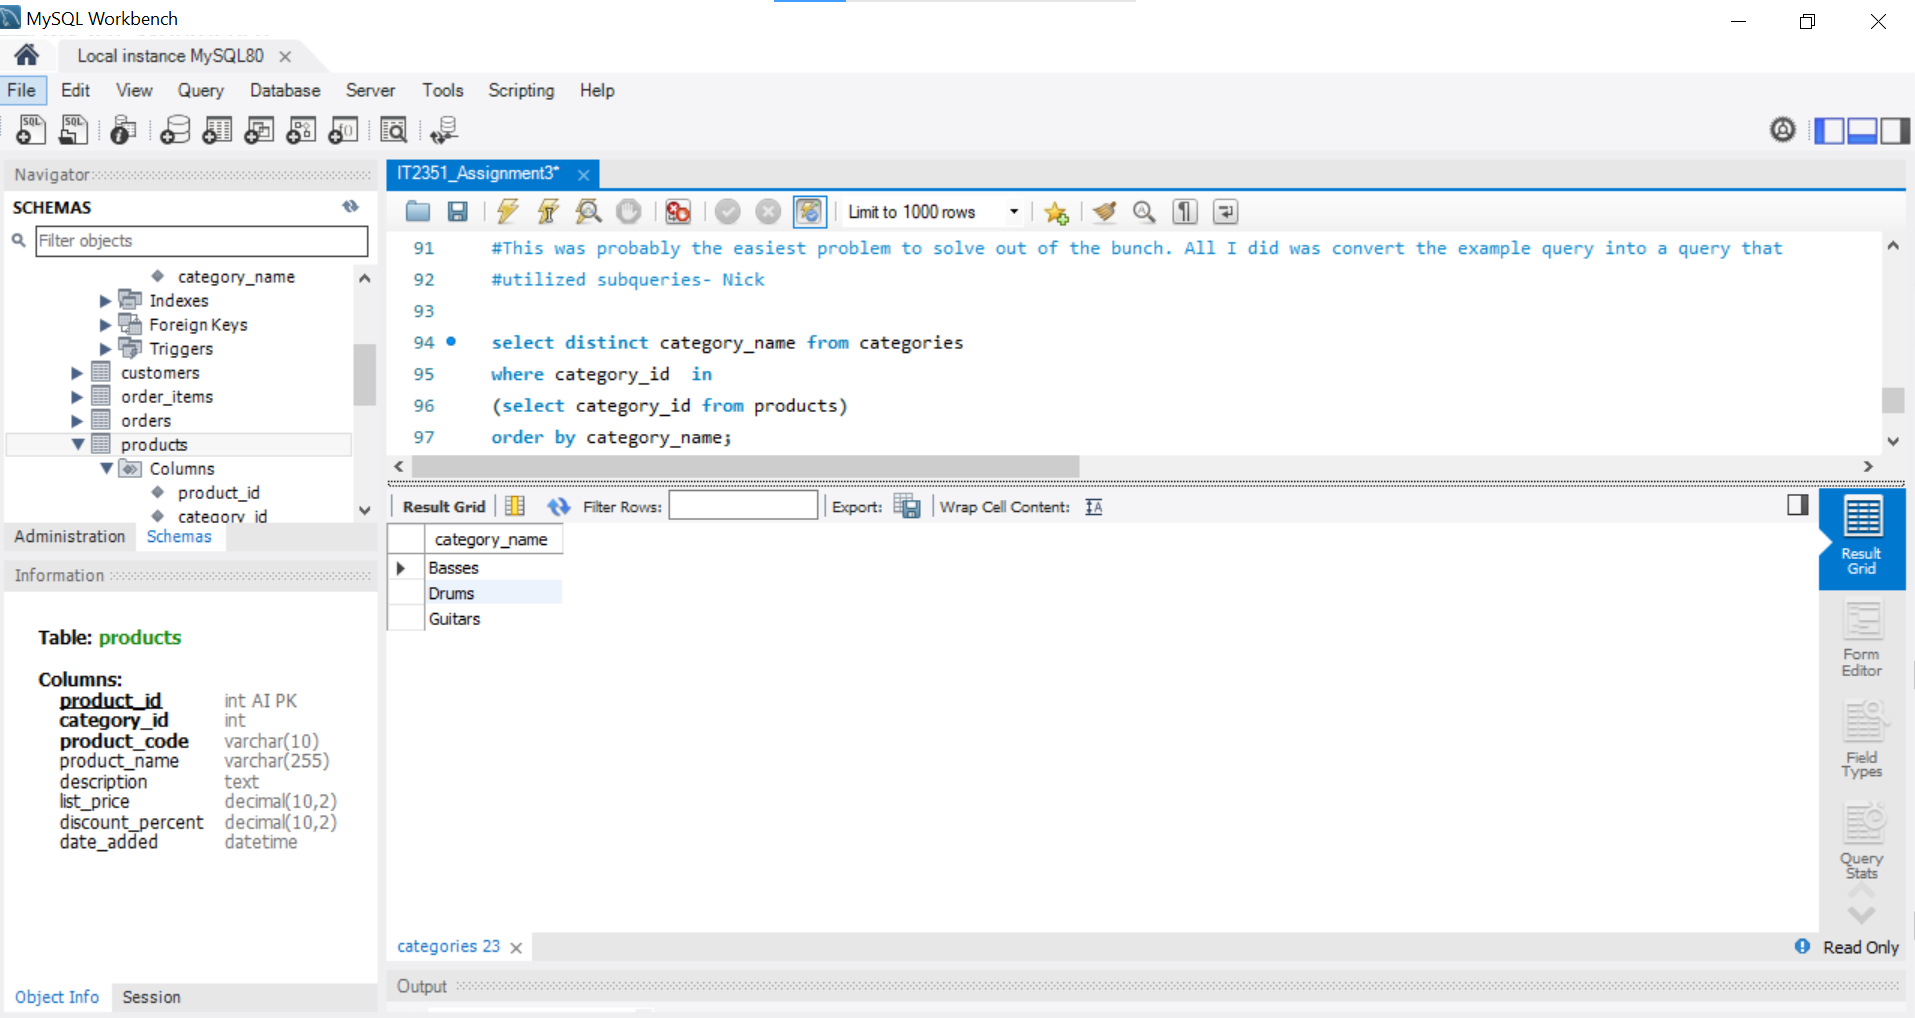 MySQL Workbench
Local instance MySQL80
File Edit View Query Database Server Tools Scripting Help
Navigator
SCHEMAS
Filter objects
category_name
Indexes
Foreign Keys
Triggers
customers
order_items
orders
products
Columns
product_id
category_id
Administration Schemas
Information
Table: products
Columns:
product_id int AI PK
category_id int
product_code varchar(10)
product_name varchar(255)
description text
list_price decimal(10,2)
discount_percent decimal(10,2)
date_added datetime
Object Info Session
IT2351_Assignment3*
Limit to 1000 rows
91 #This was probably the easiest problem to solve out of the bunch. All I did was convert the example query into a query that
92 #utilized subqueries- Nick
93
94 select distinct category_name from categories
95 where category_id  in
96 (select category_id from products)
97 order by category_name;
Result Grid Filter Rows: Export: Wrap Cell Content:
category_name
Basses
Drums
Guitars
Result
Grid
Form
Editor
Field
Types
Query
Stats
categories 23
Read Only
Output